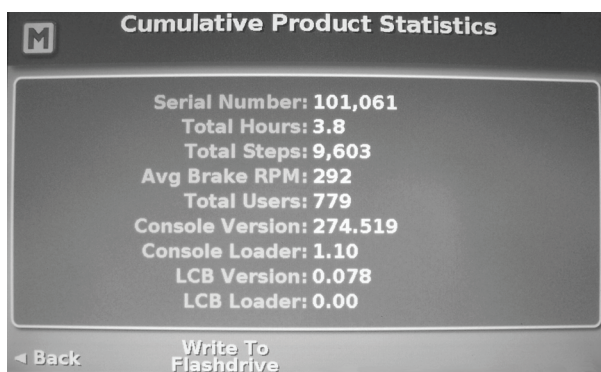 M
Cumulative Product Statistics
Serial Number: 101,061
Total Hours: 3.8
Total Steps: 9,603
Avg Brake RPM: 292
Total Users: 779
Console Version: 274.519
Console Loader: 1.10
LCB Version: 0.078
LCB Loader: 0.00
◄ Back
Write To
Flashdrive